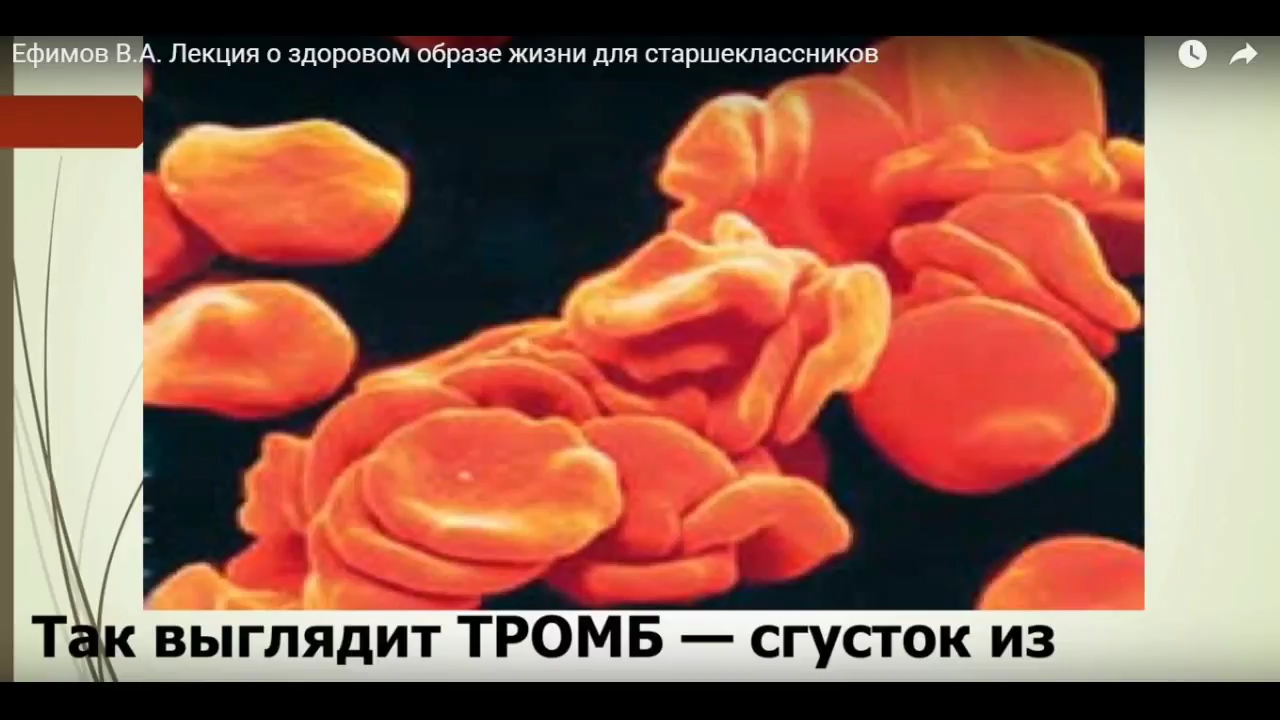 Ефимов В.А. Лекция о здоровом образе жизни для старшеклассников
Так выглядит ТРОМБ — сгусток из